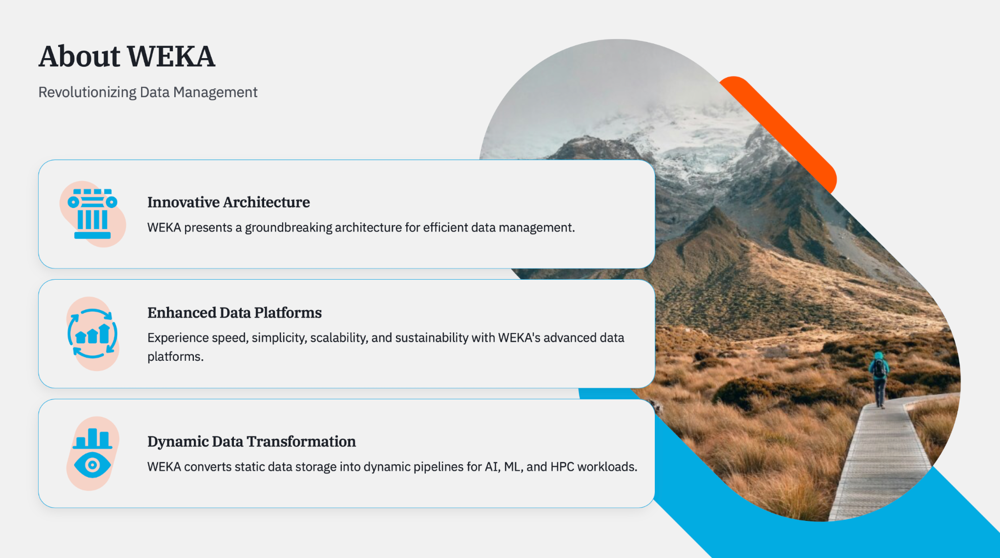 About WEKA
Revolutionizing Data Management
Innovative Architecture
WEKA presents a groundbreaking architecture for efficient data management.
Enhanced Data Platforms
Experience speed, simplicity, scalability, and sustainability with WEKA's advanced data
platforms.
Dynamic Data Transformation
WEKA converts static data storage into dynamic pipelines for AI, ML, and HPC workloads.